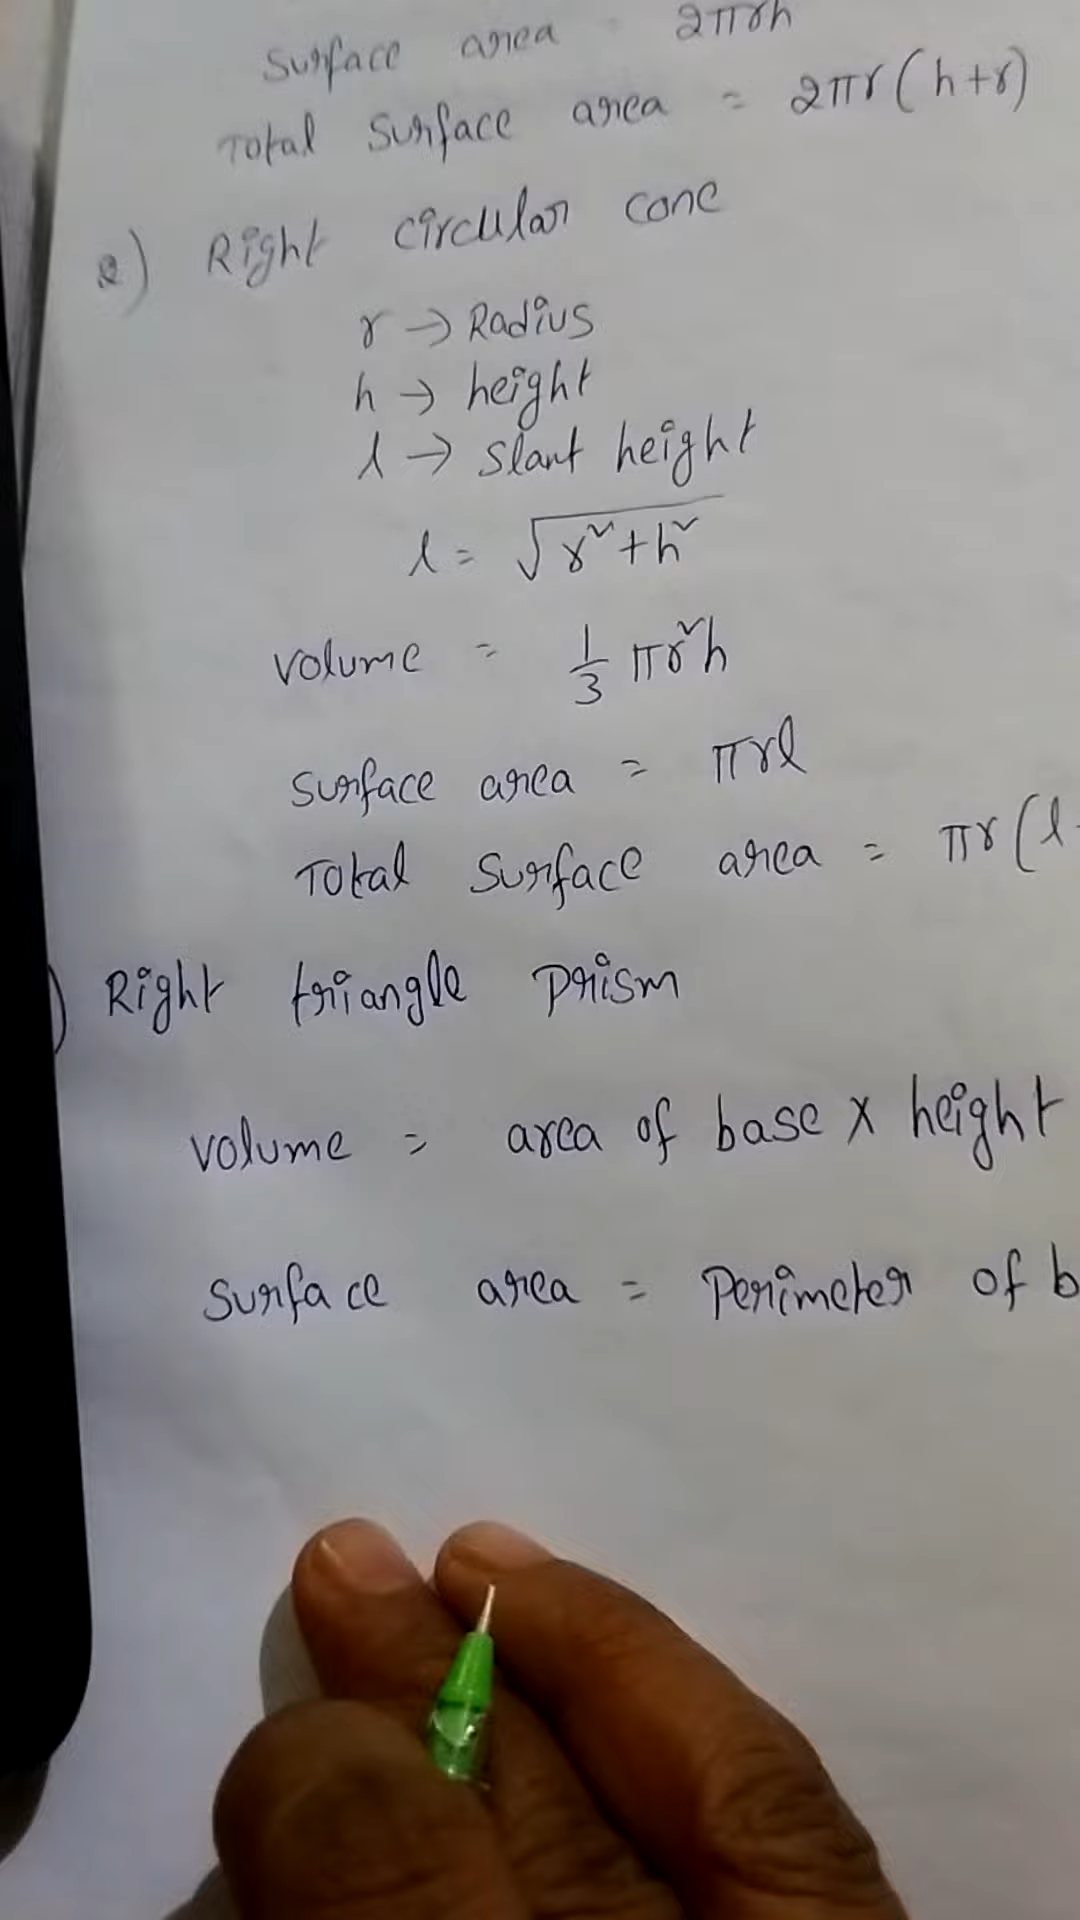 Surface area = 2πrh
Total Surface area = 2πr(h+r)
2) Right circular cone
r → Radius
h → height
l → slant height
l = √r²+h²
volume = 1/3 πr²h
Surface area = πrl
Total Surface area = πr(l
) Right triangle prism
volume = area of base x height
Surface area = Perimeter of b